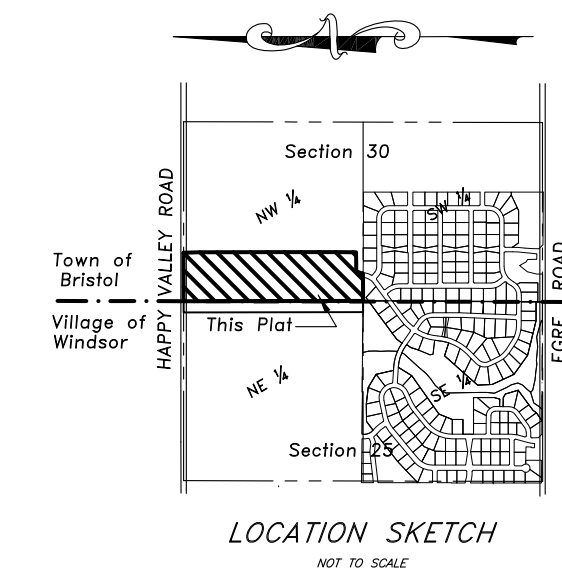 N
Section 30
NW ¼
SW ¼
HAPPY VALLEY ROAD
EGRE ROAD
Town of
Bristol
Village of
Windsor
This Plat
NE ¼
SE ¼
Section 25
LOCATION SKETCH
NOT TO SCALE